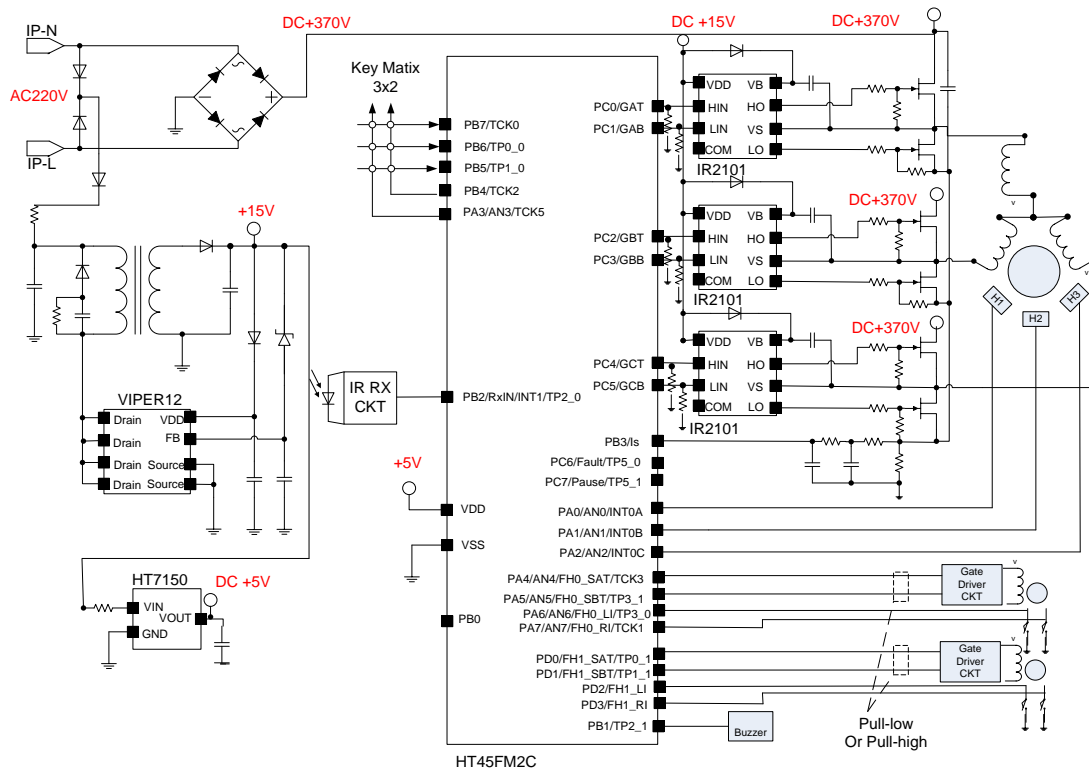 IP-N
DC+370V
DC +15V
DC+370V
AC220V
IP-L
Key Matix
3x2
PB7/TCK0
PB6/TP0_0
PB5/TP1_0
PB4/TCK2
PA3/AN3/TCK5
PC0/GAT
PC1/GAB
VDD
HIN
LIN
COM
VB
HO
VS
LO
IR2101
DC+370V
PC2/GBT
PC3/GBB
VDD
HIN
LIN
COM
VB
HO
VS
LO
IR2101
DC+370V
PC4/GCT
PC5/GCB
VDD
HIN
LIN
COM
VB
HO
VS
LO
IR2101
v
v
v
H1
H2
H3
+15V
VIPER12
Drain
Drain
Drain
Drain
VDD
FB
Source
Source
IR RX
CKT
PB2/RxIN/INT1/TP2_0
+5V
VDD
VSS
PB0
PB3/Is
PC6/Fault/TP5_0
PC7/Pause/TP5_1
PA0/AN0/INT0A
PA1/AN1/INT0B
PA2/AN2/INT0C
PA4/AN4/FH0_SAT/TCK3
PA5/AN5/FH0_SBT/TP3_1
PA6/AN6/FH0_LI/TP3_0
PA7/AN7/FH0_RI/TCK1
PD0/FH1_SAT/TP0_1
PD1/FH1_SBT/TP1_1
PD2/FH1_LI
PD3/FH1_RI
PB1/TP2_1
HT7150
DC +5V
VIN
VOUT
GND
Gate
Driver
CKT
v
Gate
Driver
CKT
v
Pull-low
Or Pull-high
Buzzer
HT45FM2C